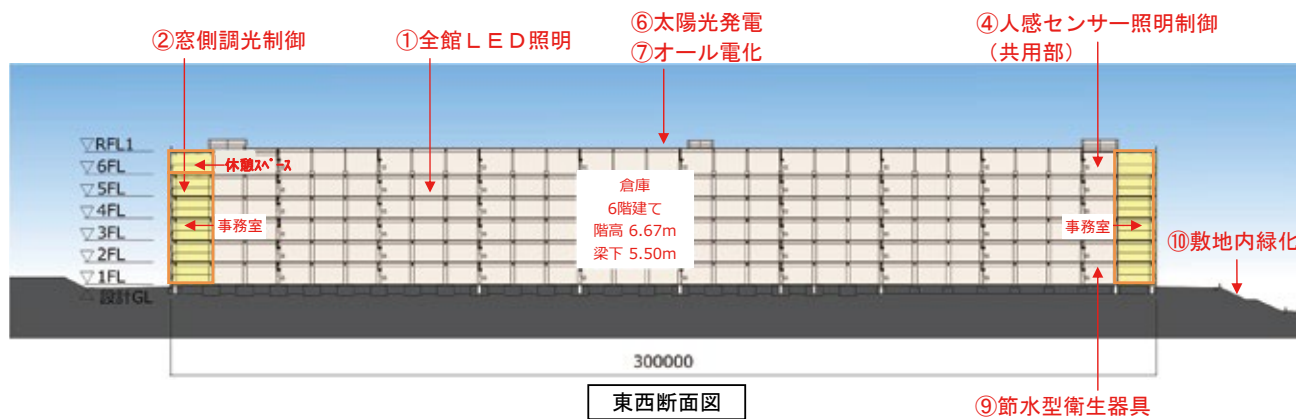 ②窓側調光制御
①全館ＬＥＤ照明
⑥太陽光発電
⑦オール電化
④人感センサー照明制御
（共用部）
▽RFL1
▽6FL
▽5FL
▽4FL
▽3FL
▽2FL
▽1FL
設計GL
休憩ｽﾍﾟｰｽ
事務室
倉庫
6階建て
階高 6.67m
梁下 5.50m
事務室
⑩敷地内緑化
300000
東西断面図
⑨節水型衛生器具